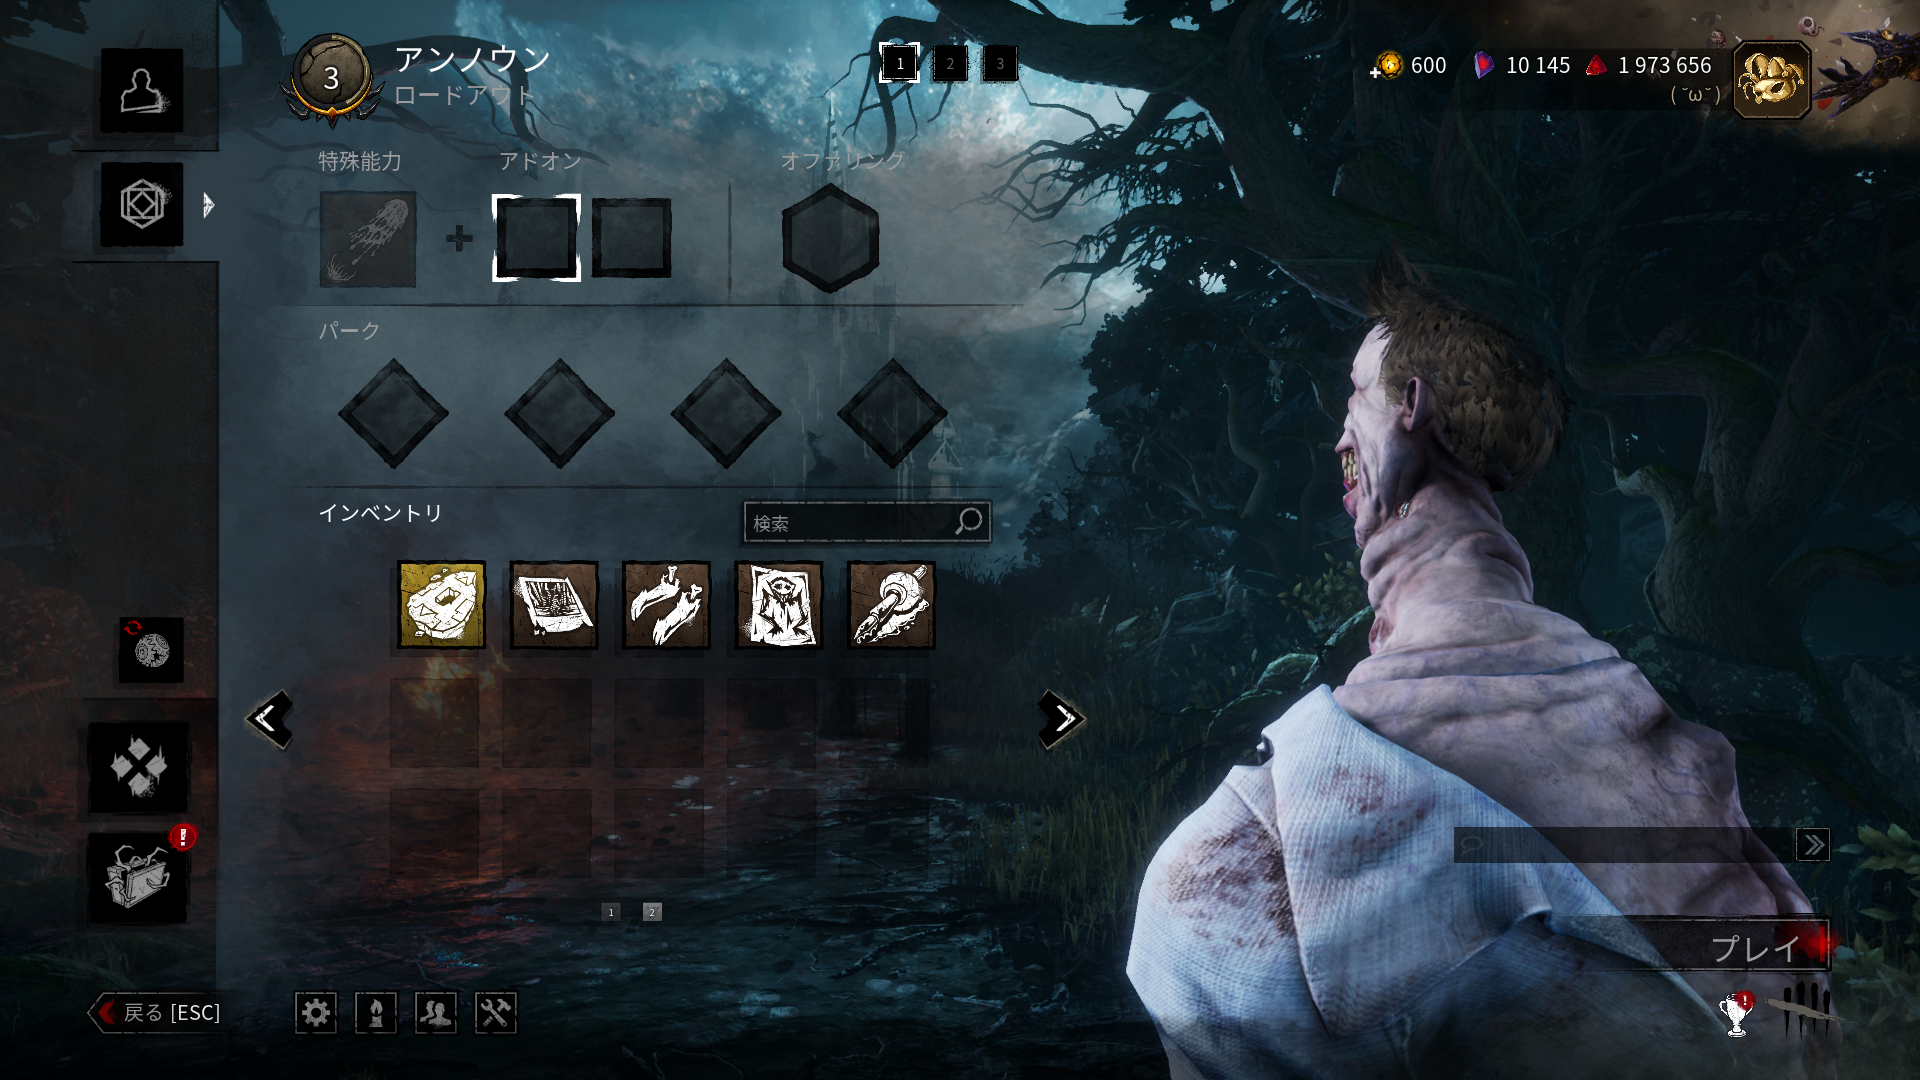 3
アンノウン
ロードアウト
1 2 3
600 10 145 1 973 656
( ˘ω˘ )
特殊能力 アドオン オファリング
パーク
インベントリ
検索
1 2
プレイ
戻る [ESC]